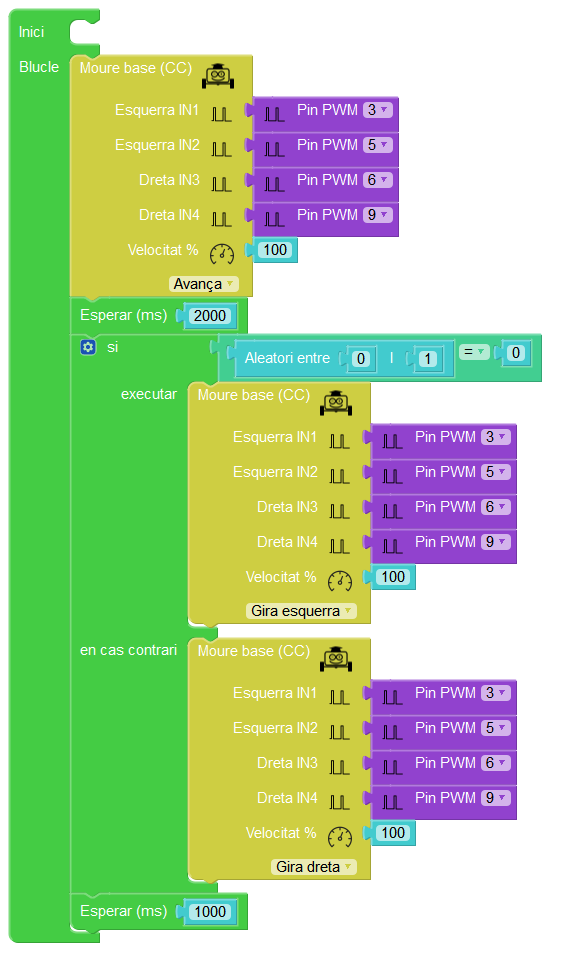 Inici
Blucle
Moure base (CC)
Esquerra IN1 Pin PWM 3
Esquerra IN2 Pin PWM 5
Dreta IN3 Pin PWM 6
Dreta IN4 Pin PWM 9
Velocitat % 100
Avança
Esperar (ms) 2000
si Aleatori entre 0 I 1 = 0
executar Moure base (CC)
Esquerra IN1 Pin PWM 3
Esquerra IN2 Pin PWM 5
Dreta IN3 Pin PWM 6
Dreta IN4 Pin PWM 9
Velocitat % 100
Gira esquerra
en cas contrari Moure base (CC)
Esquerra IN1 Pin PWM 3
Esquerra IN2 Pin PWM 5
Dreta IN3 Pin PWM 6
Dreta IN4 Pin PWM 9
Velocitat % 100
Gira dreta
Esperar (ms) 1000